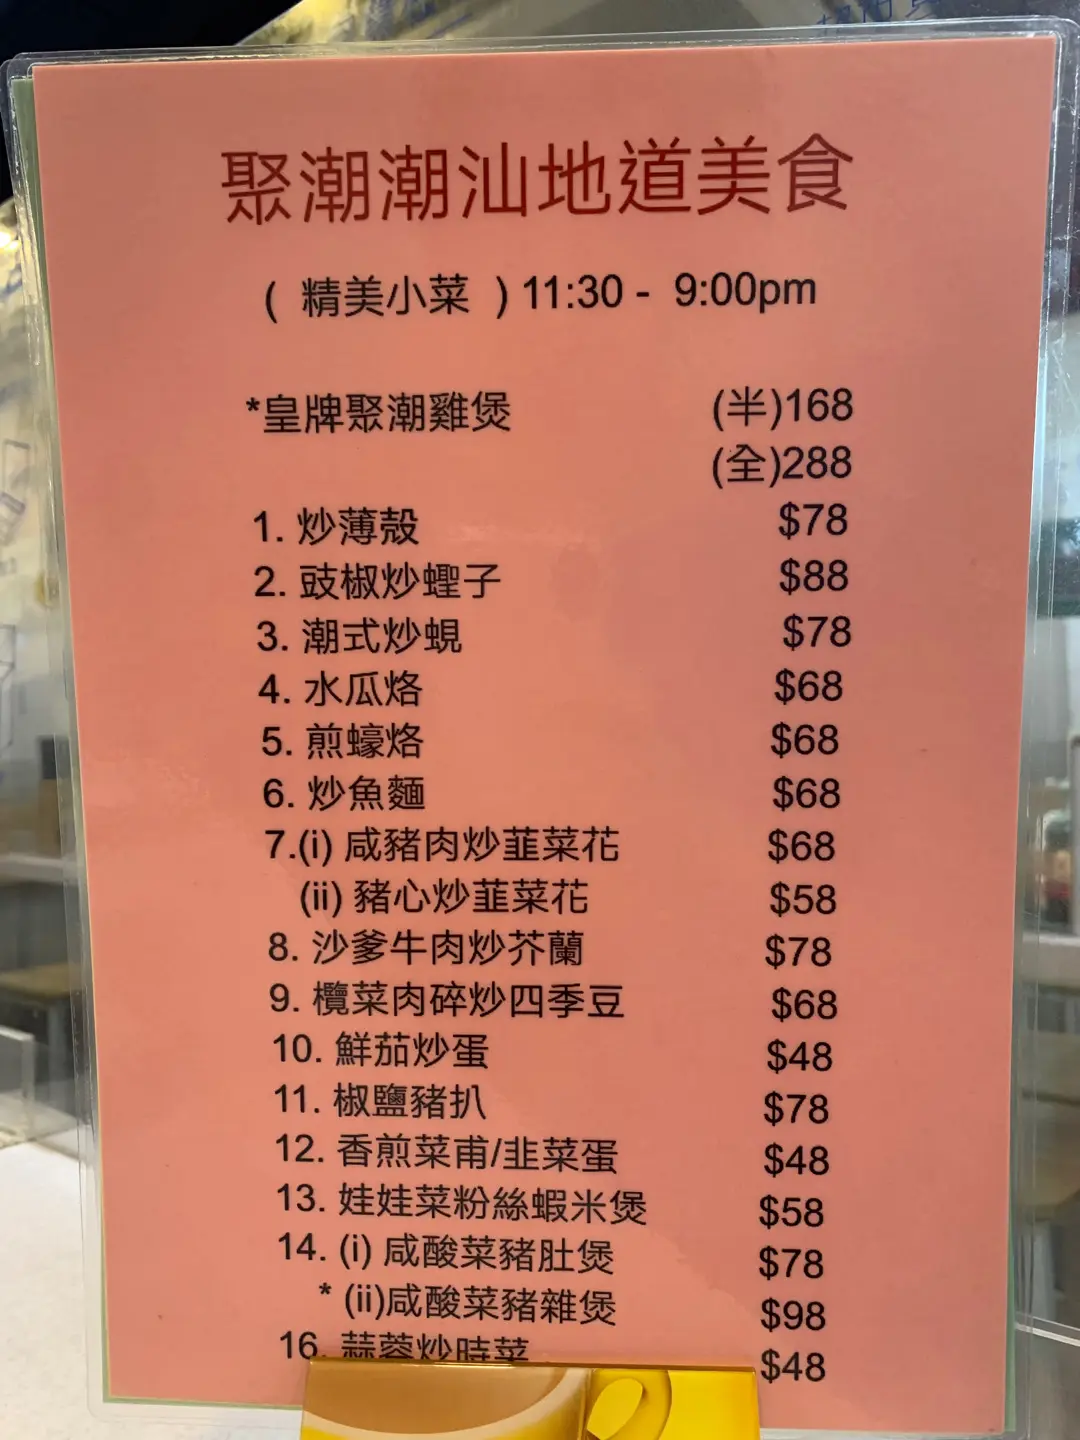 聚潮潮汕地道美食
( 精美小菜 ) 11:30 - 9:00pm
*皇牌聚潮雞煲 (半)168
(全)288
1. 炒薄殼 $78
2. 豉椒炒蟶子 $88
3. 潮式炒蜆 $78
4. 水瓜烙 $68
5. 煎蠔烙 $68
6. 炒魚麵 $68
7.(i) 咸豬肉炒韮菜花 $68
(ii) 豬心炒韮菜花 $58
8. 沙爹牛肉炒芥蘭 $78
9. 欖菜肉碎炒四季豆 $68
10. 鮮茄炒蛋 $48
11. 椒鹽豬扒 $78
12. 香煎菜甫/韭菜蛋 $48
13. 娃娃菜粉絲蝦米煲 $58
14. (i) 咸酸菜豬肚煲 $78
* (ii)咸酸菜豬雜煲 $98
16. 蒜蓉炒時菜 $48